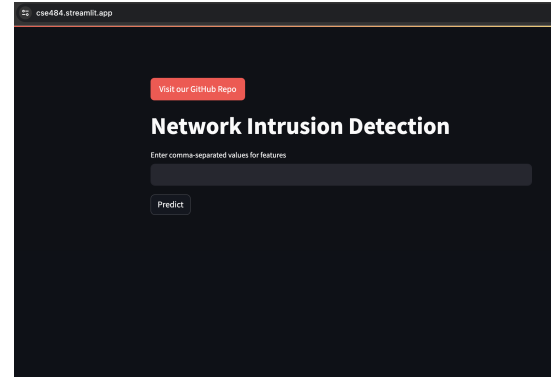 cse484.streamlit.app
Visit our GitHub Repo
Network Intrusion Detection
Enter comma-separated values for features
Predict